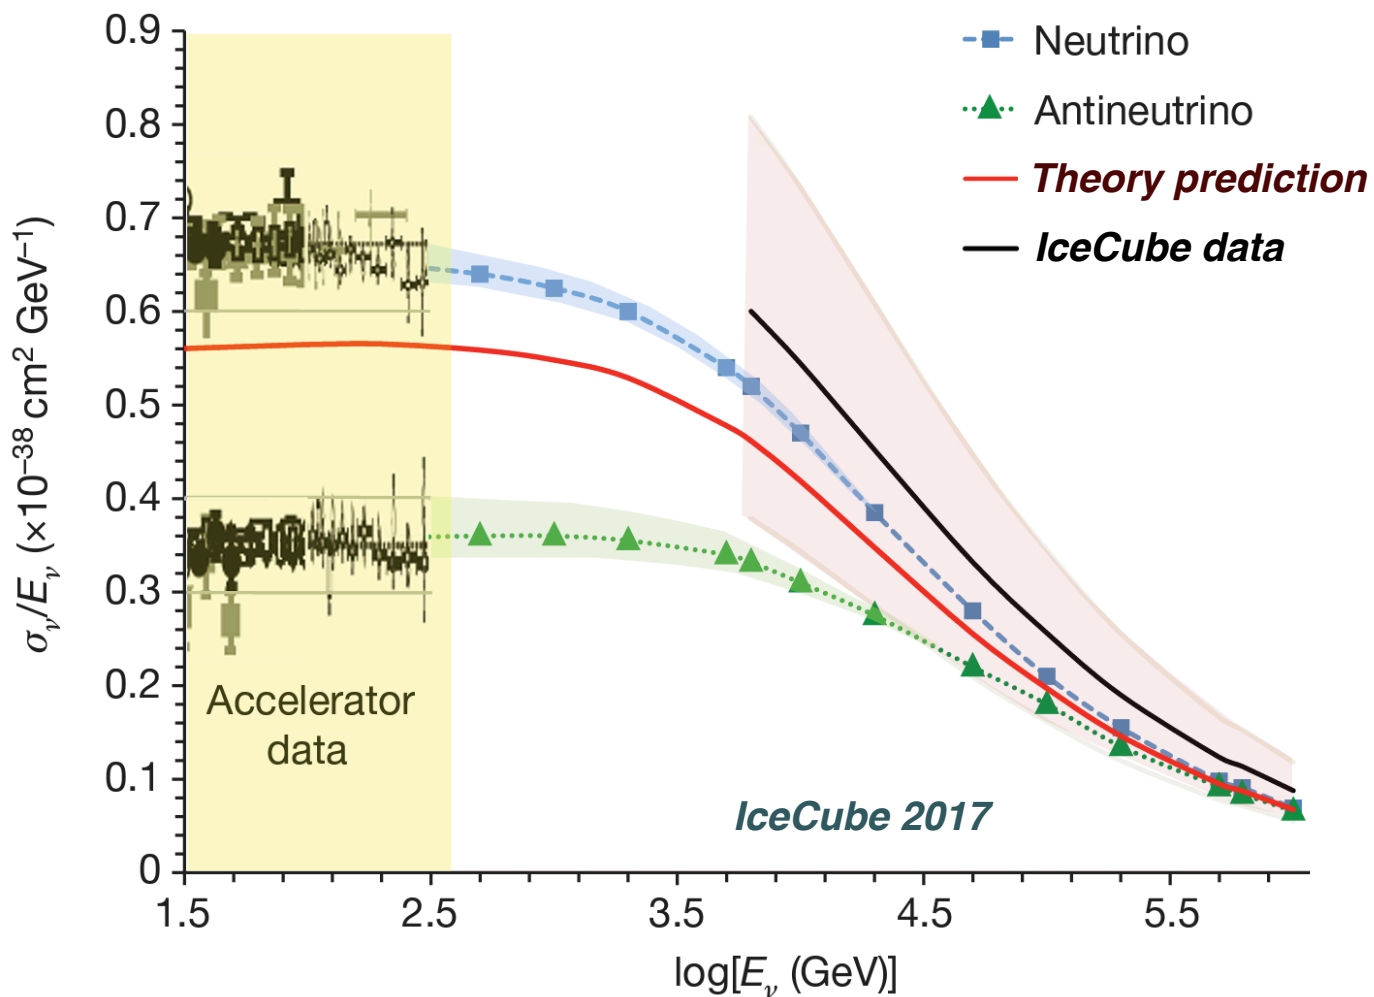 0.9
0.8
0.7
0.6
0.5
0.4
0.3
0.2
0.1
0
σν/Eν (×10–38 cm2 GeV–1)
Neutrino
Antineutrino
Theory prediction
IceCube data
Accelerator
data
IceCube 2017
1.5 2.5 3.5 4.5 5.5
log[Eν (GeV)]